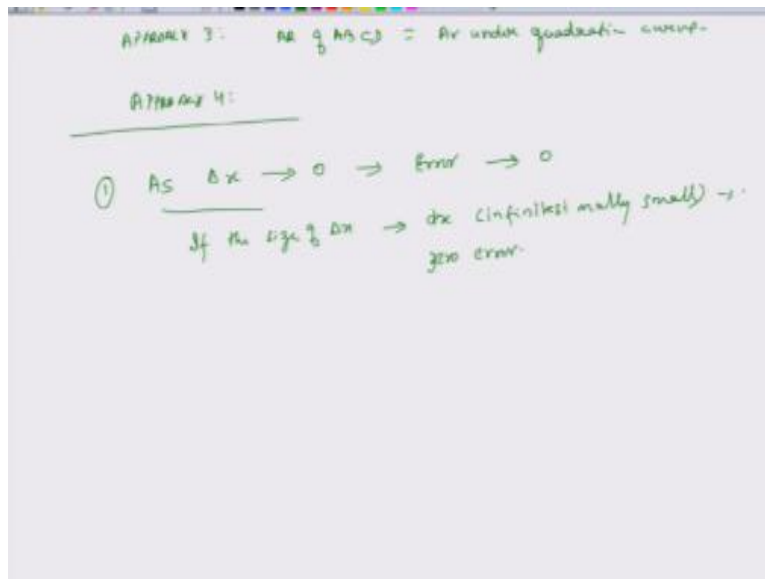 APPROACH 3: AR of ABCD = Ar under quadratic curve.
APPROACH 4:
① As Δx → 0 → Error → 0
If the size of Δx → dx (infinitesimally small) →
zero error.